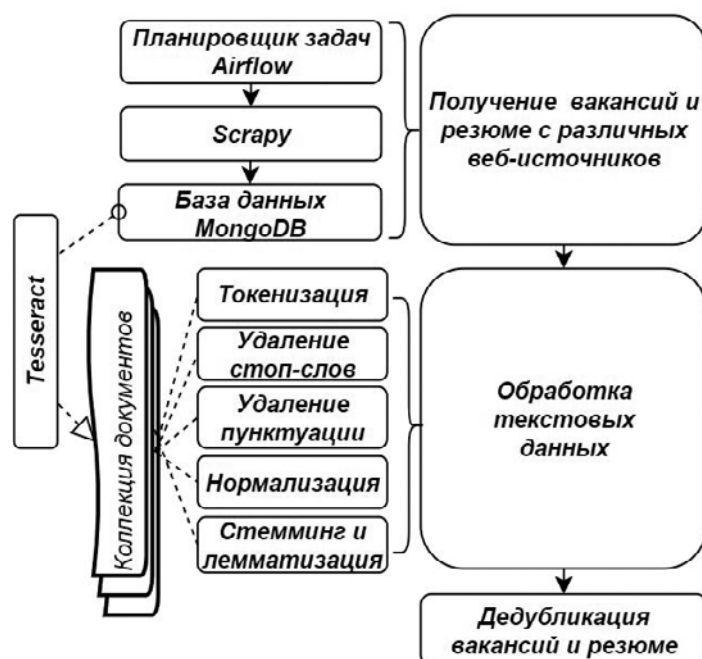 Планировщик задач
Airflow
Scrapy
База данных
MongoDB
Получение вакансий и
резюме с различных
веб-источников
Tesseract
Коллекция документов
Токенизация
Удаление
стоп-слов
Удаление
пунктуации
Нормализация
Стемминг и
лемматизация
Обработка
текстовых
данных
Дедубликация
вакансий и резюме